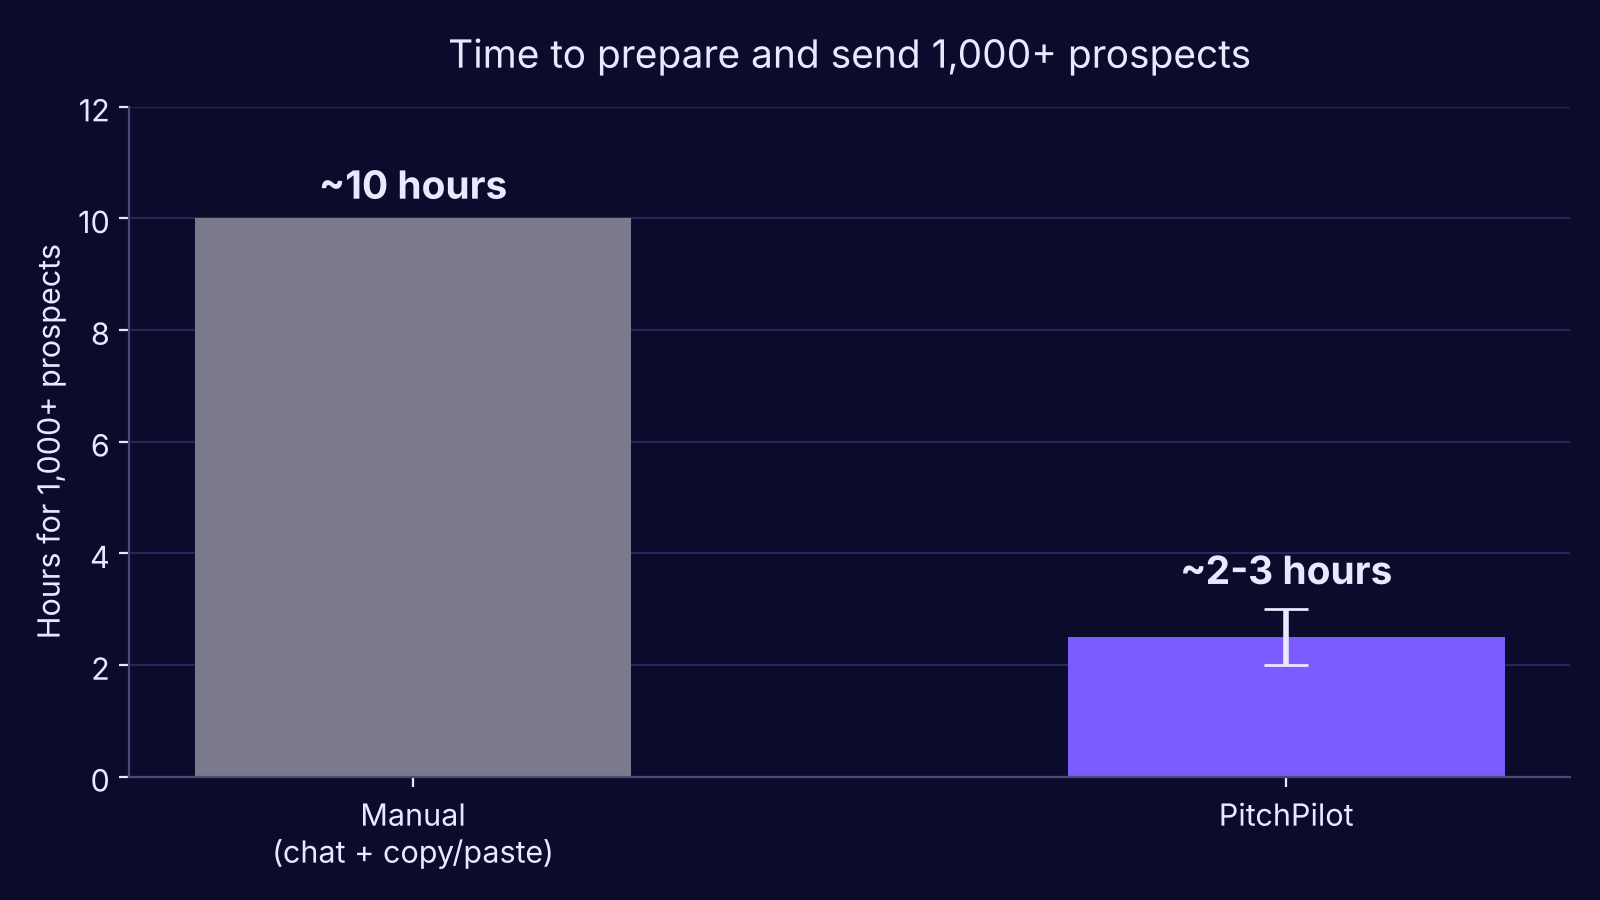 Time to prepare and send 1,000+ prospects
Hours for 1,000+ prospects
12
10
8
6
4
2
0
~10 hours
~2-3 hours
Manual
(chat + copy/paste)
PitchPilot